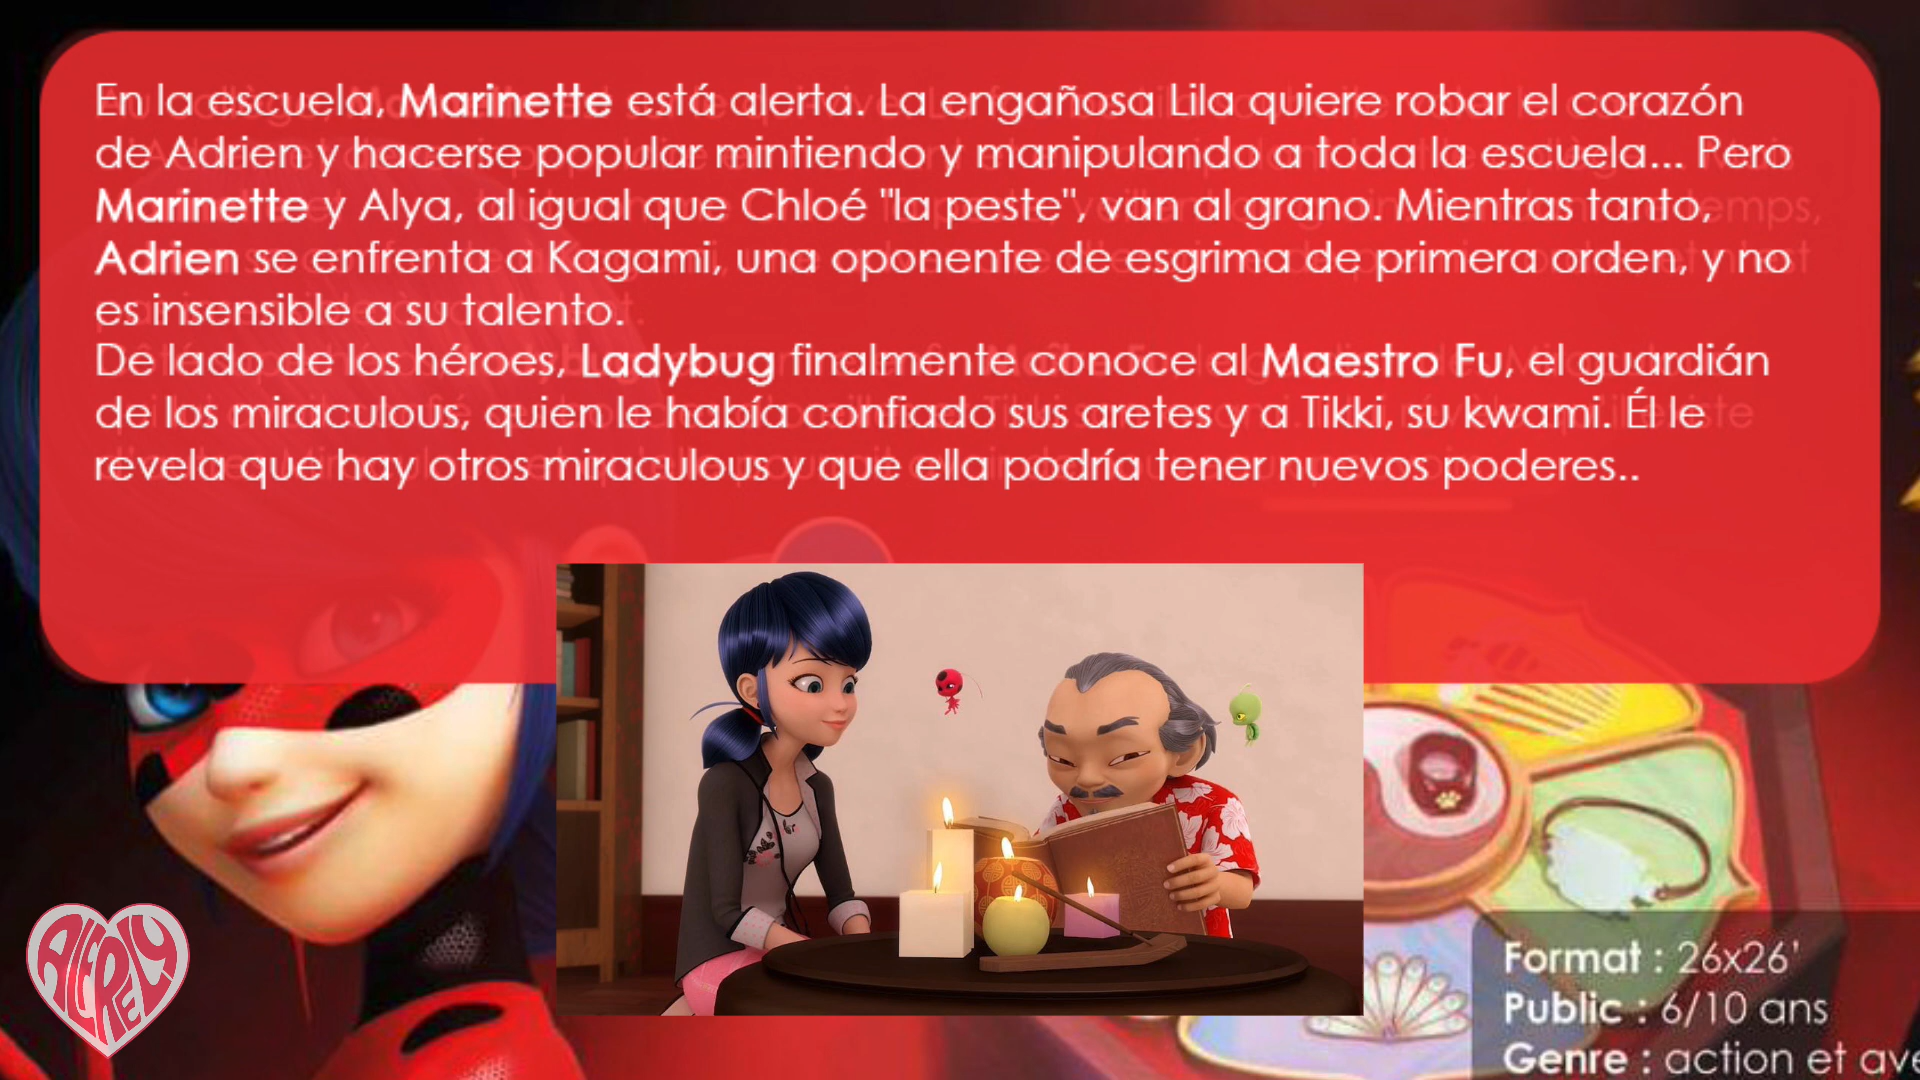 En la escuela, Marinette está alerta. La engañosa Lila quiere robar el corazón
de Adrien y hacerse popular mintiendo y manipulando a toda la escuela... Pero
Marinette y Alya, al igual que Chloé "la peste", van al grano. Mientras tanto,
Adrien se enfrenta a Kagami, una oponente de esgrima de primera orden, y no
es insensible a su talento.
De lado de los héroes, Ladybug finalmente conoce al Maestro Fu, el guardián
de los miraculous, quien le había confiado sus aretes y a Tikki, su kwami. Él le
revela que hay otros miraculous y que ella podría tener nuevos poderes..
ALFRELY
Format : 26x26'
Public : 6/10 ans
Genre : action et ave